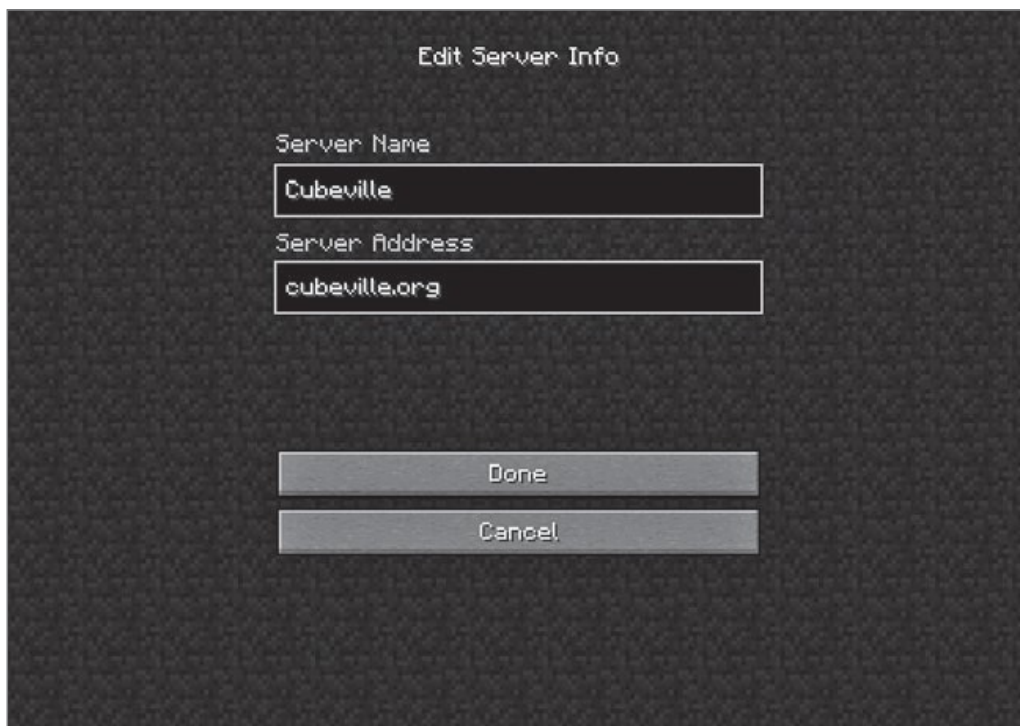 Edit Server Info
Server Name
Cubeville
Server Address
cubeville.org
Done
Cancel